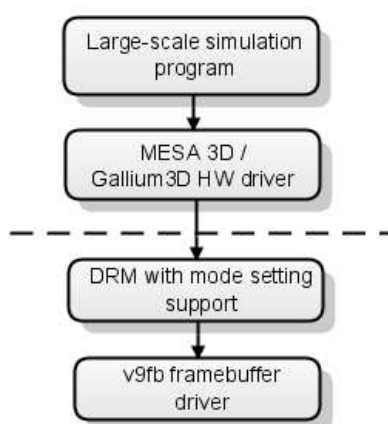 Large-scale simulation
program
MESA 3D /
Gallium3D HW driver
DRM with mode setting
support
v9fb framebuffer
driver